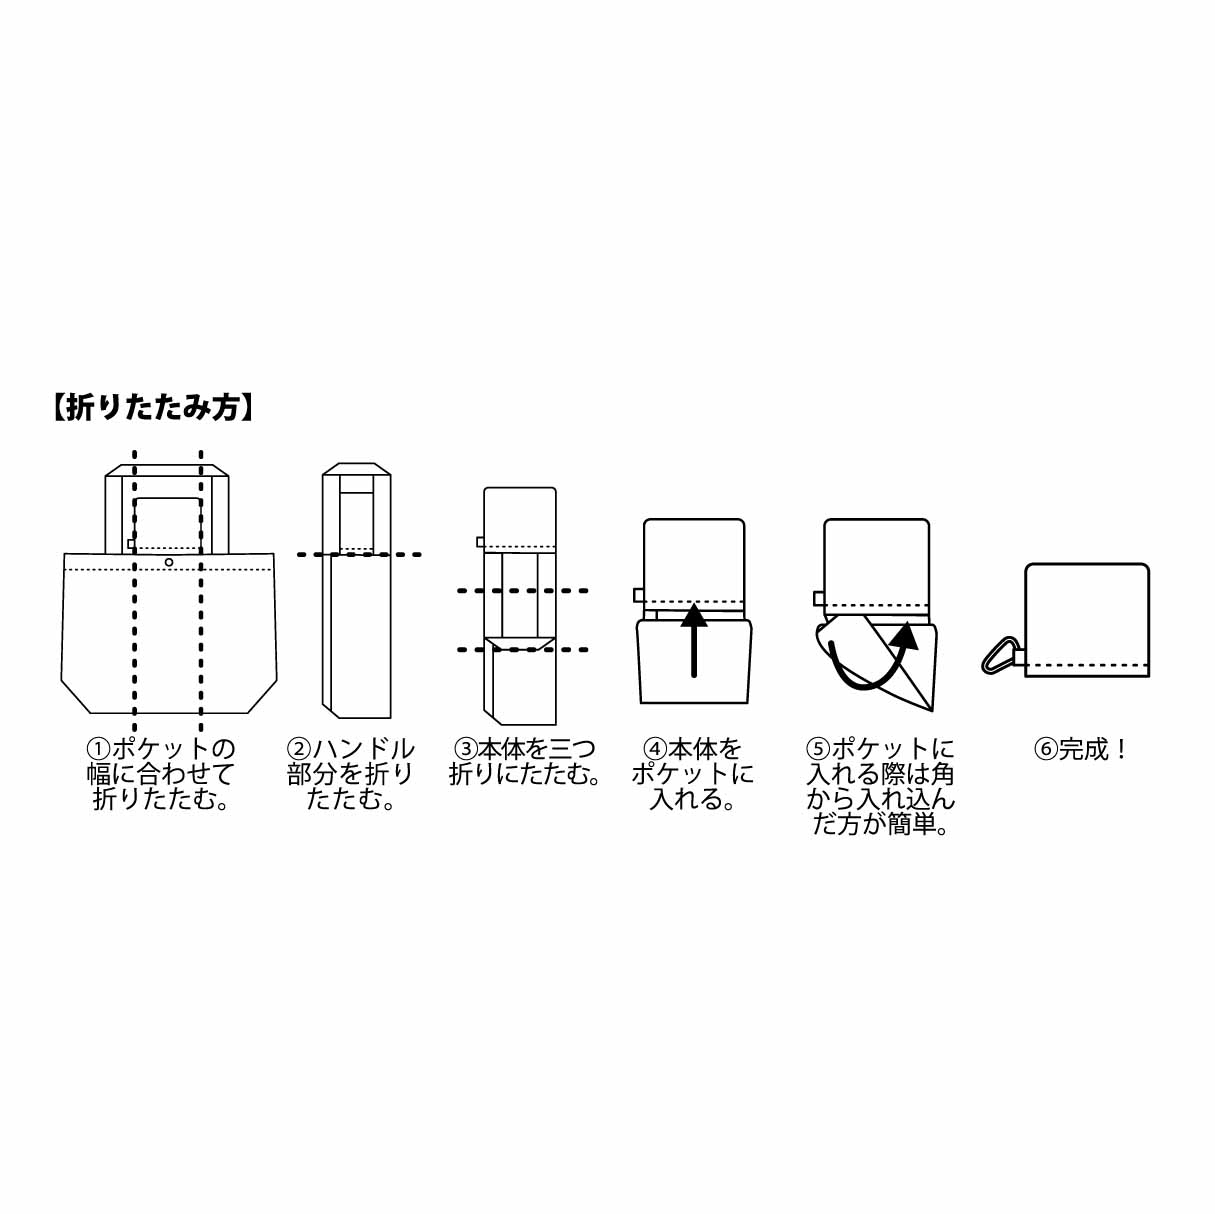 【折りたたみ方】
①ポケットの
幅に合わせて
折りたたむ。
②ハンドル
部分を折り
たたむ。
③本体を三つ
折りにたたむ。
④本体を
ポケットに
入れる。
⑤ポケットに
入れる際は角
から入れ込ん
だ方が簡単。
⑥完成！